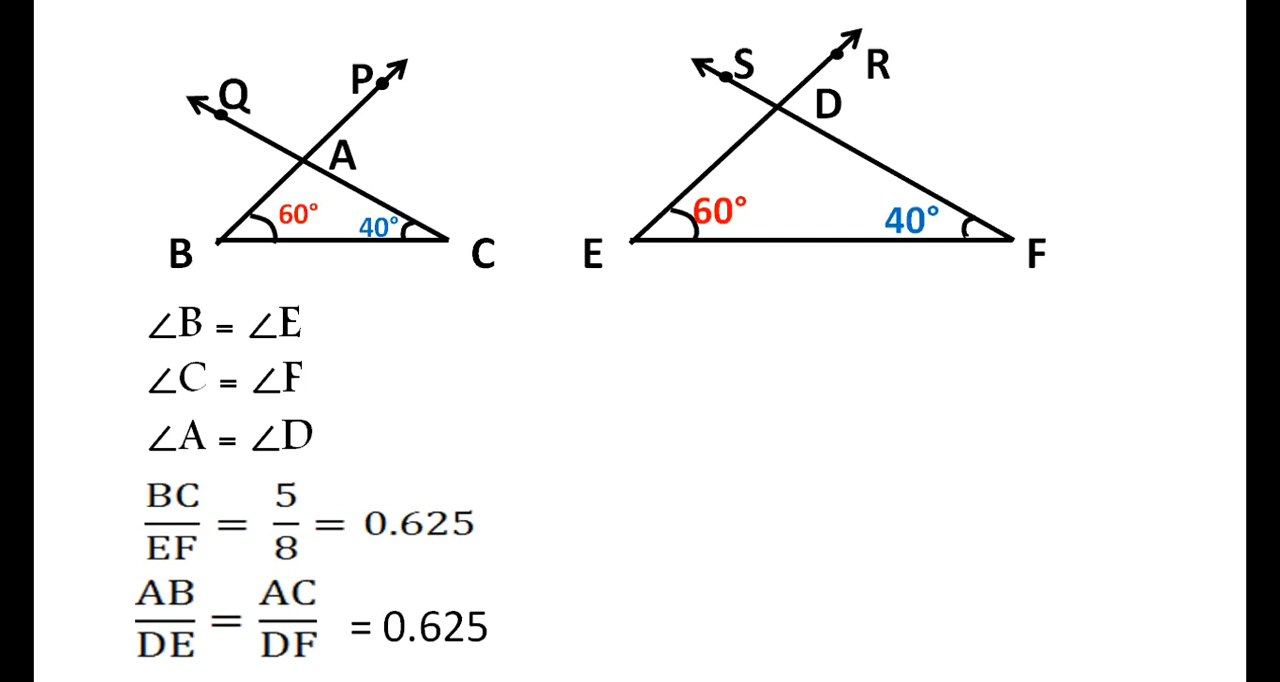 Q P A 60° 40° B C
S R D 60° 40° E F
∠B = ∠E
∠C = ∠F
∠A = ∠D
BC/EF = 5/8 = 0.625
AB/DE = AC/DF = 0.625